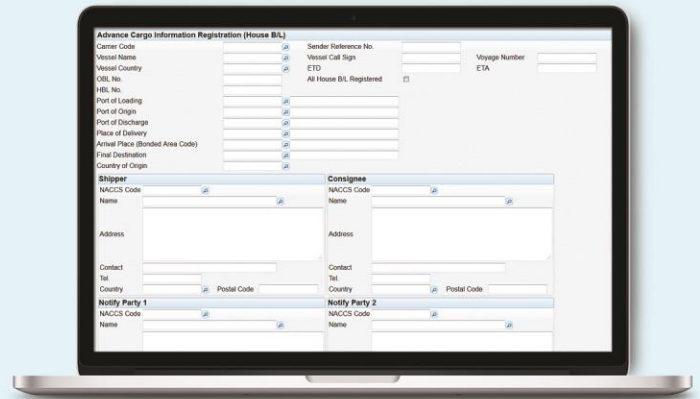 Advance Cargo Information Registration (House B/L)
Carrier Code Sender Reference No.
Vessel Name Vessel Call Sign Voyage Number
Vessel Country ETD ETA
OBL No. All House B/L Registered
HBL No.
Port of Loading
Port of Origin
Port of Discharge
Place of Delivery
Arrival Place (Bonded Area Code)
Final Destination
Country of Origin
Shipper Consignee
NACCS Code NACCS Code
Name Name
Address Address
Contact Contact
Tel. Tel.
Country Postal Code Country Postal Code
Notify Party 1 Notify Party 2
NACCS Code NACCS Code
Name Name